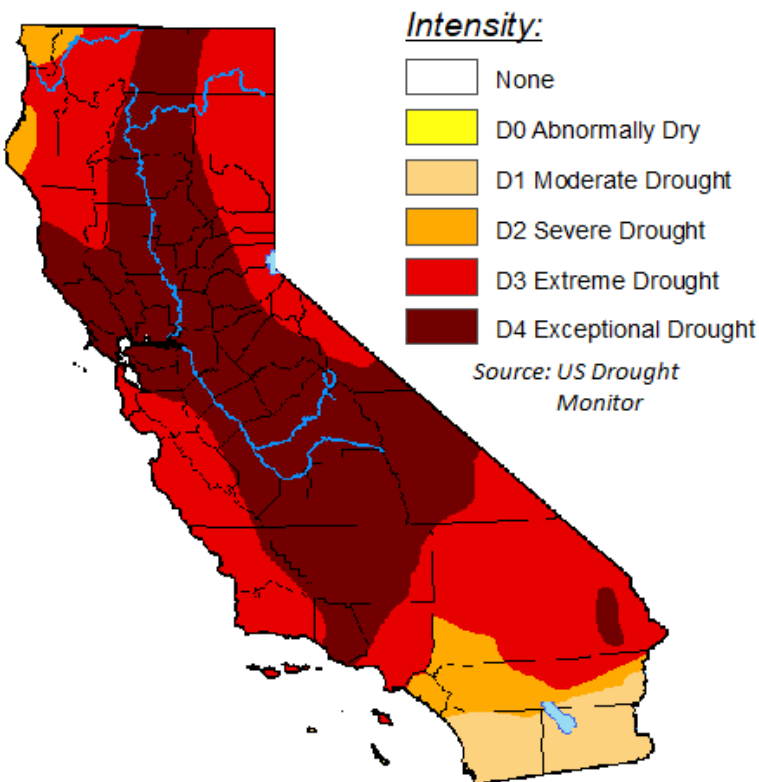 Intensity:
None
D0 Abnormally Dry
D1 Moderate Drought
D2 Severe Drought
D3 Extreme Drought
D4 Exceptional Drought
Source: US Drought
Monitor